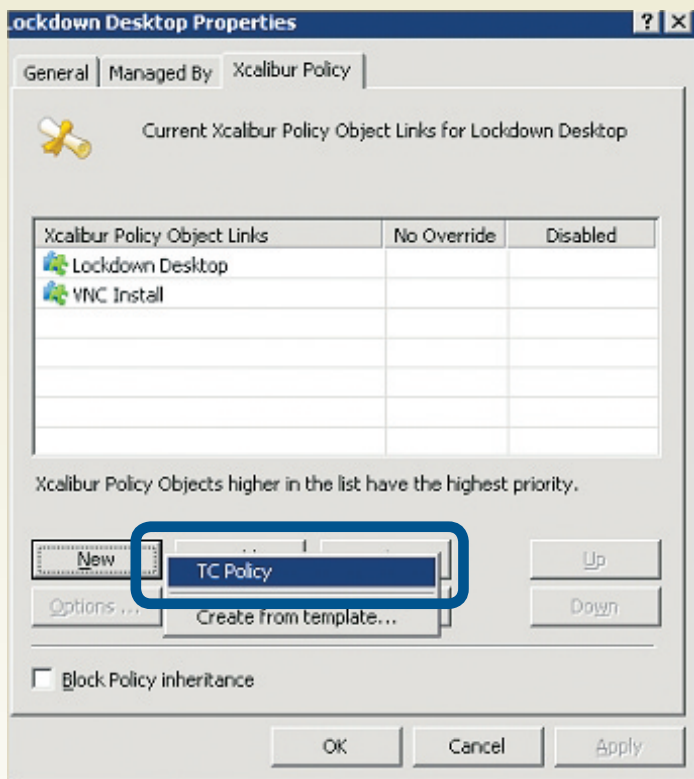 Lockdown Desktop Properties
General Managed By Xcalibur Policy
Current Xcalibur Policy Object Links for Lockdown Desktop
Xcalibur Policy Object Links No Override Disabled
Lockdown Desktop
VNC Install
Xcalibur Policy Objects higher in the list have the highest priority.
New Up
TC Policy
Options ... Down
Create from template...
Block Policy inheritance
OK Cancel Apply